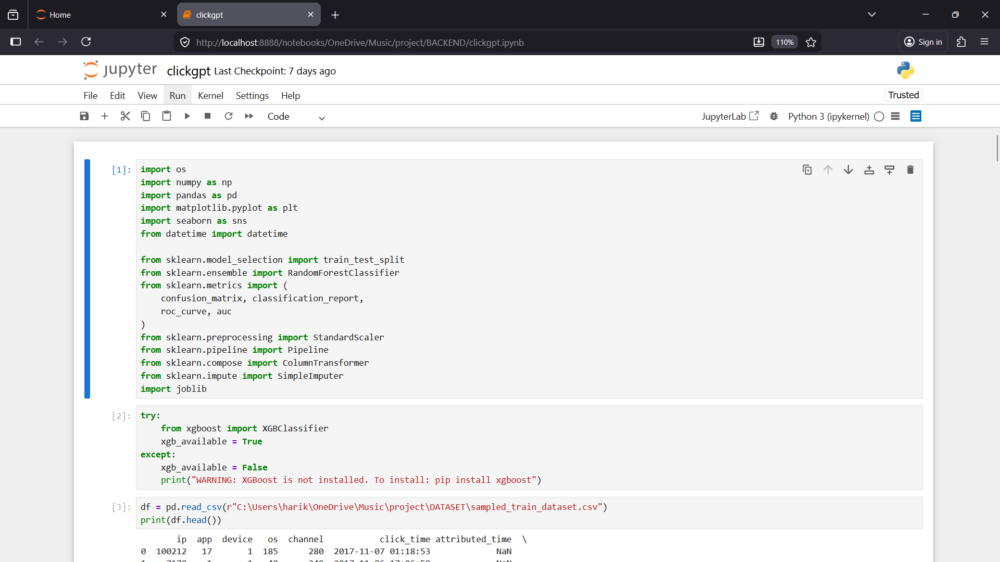 Home
clickgpt
http://localhost:8888/notebooks/OneDrive/Music/project/BACKEND/clickgpt.ipynb
110%
Sign in
jupyter clickgpt Last Checkpoint: 7 days ago
File Edit View Run Kernel Settings Help
Trusted
Code
JupyterLab
Python 3 (ipykernel)
[1]:
import os
import numpy as np
import pandas as pd
import matplotlib.pyplot as plt
import seaborn as sns
from datetime import datetime
from sklearn.model_selection import train_test_split
from sklearn.ensemble import RandomForestClassifier
from sklearn.metrics import (
    confusion_matrix, classification_report,
    roc_curve, auc
)
from sklearn.preprocessing import StandardScaler
from sklearn.pipeline import Pipeline
from sklearn.compose import ColumnTransformer
from sklearn.impute import SimpleImputer
import joblib
[2]:
try:
    from xgboost import XGBClassifier
    xgb_available = True
except:
    xgb_available = False
    print("WARNING: XGBoost is not installed. To install: pip install xgboost")
[3]:
df = pd.read_csv(r"C:\Users\harik\OneDrive\Music\project\DATASET\sampled_train_dataset.csv")
print(df.head())
ip app device os channel click_time attributed_time \
0 100212 17 1 185 280 2017-11-07 01:18:53 NaN